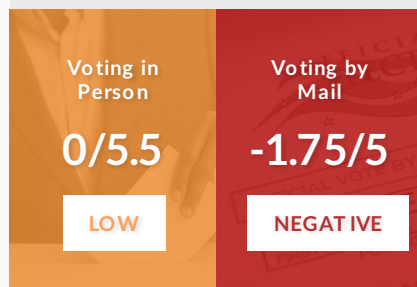 Voting in
Person
0/5.5
LOW
Voting by
Mail
-1.75/5
NEGATIVE